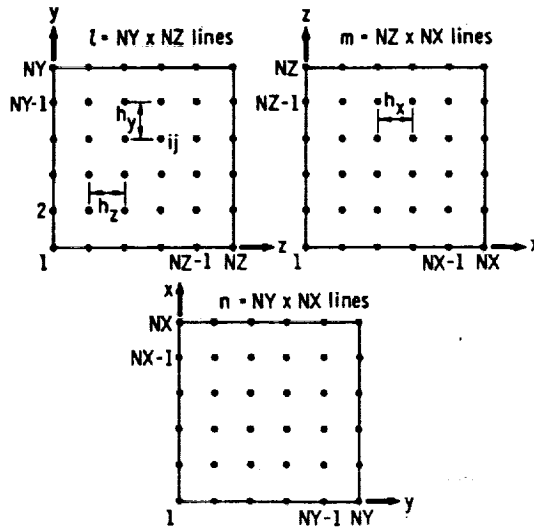 y
l = NY x NZ lines
NY
NY-1
h_y
ij
h_z
2
1
NZ-1 NZ
z
z
m = NZ x NX lines
NZ
NZ-1
h_x
1
NX-1 NX
x
x
n = NY x NX lines
NX
NX-1
1
NY-1 NY
y